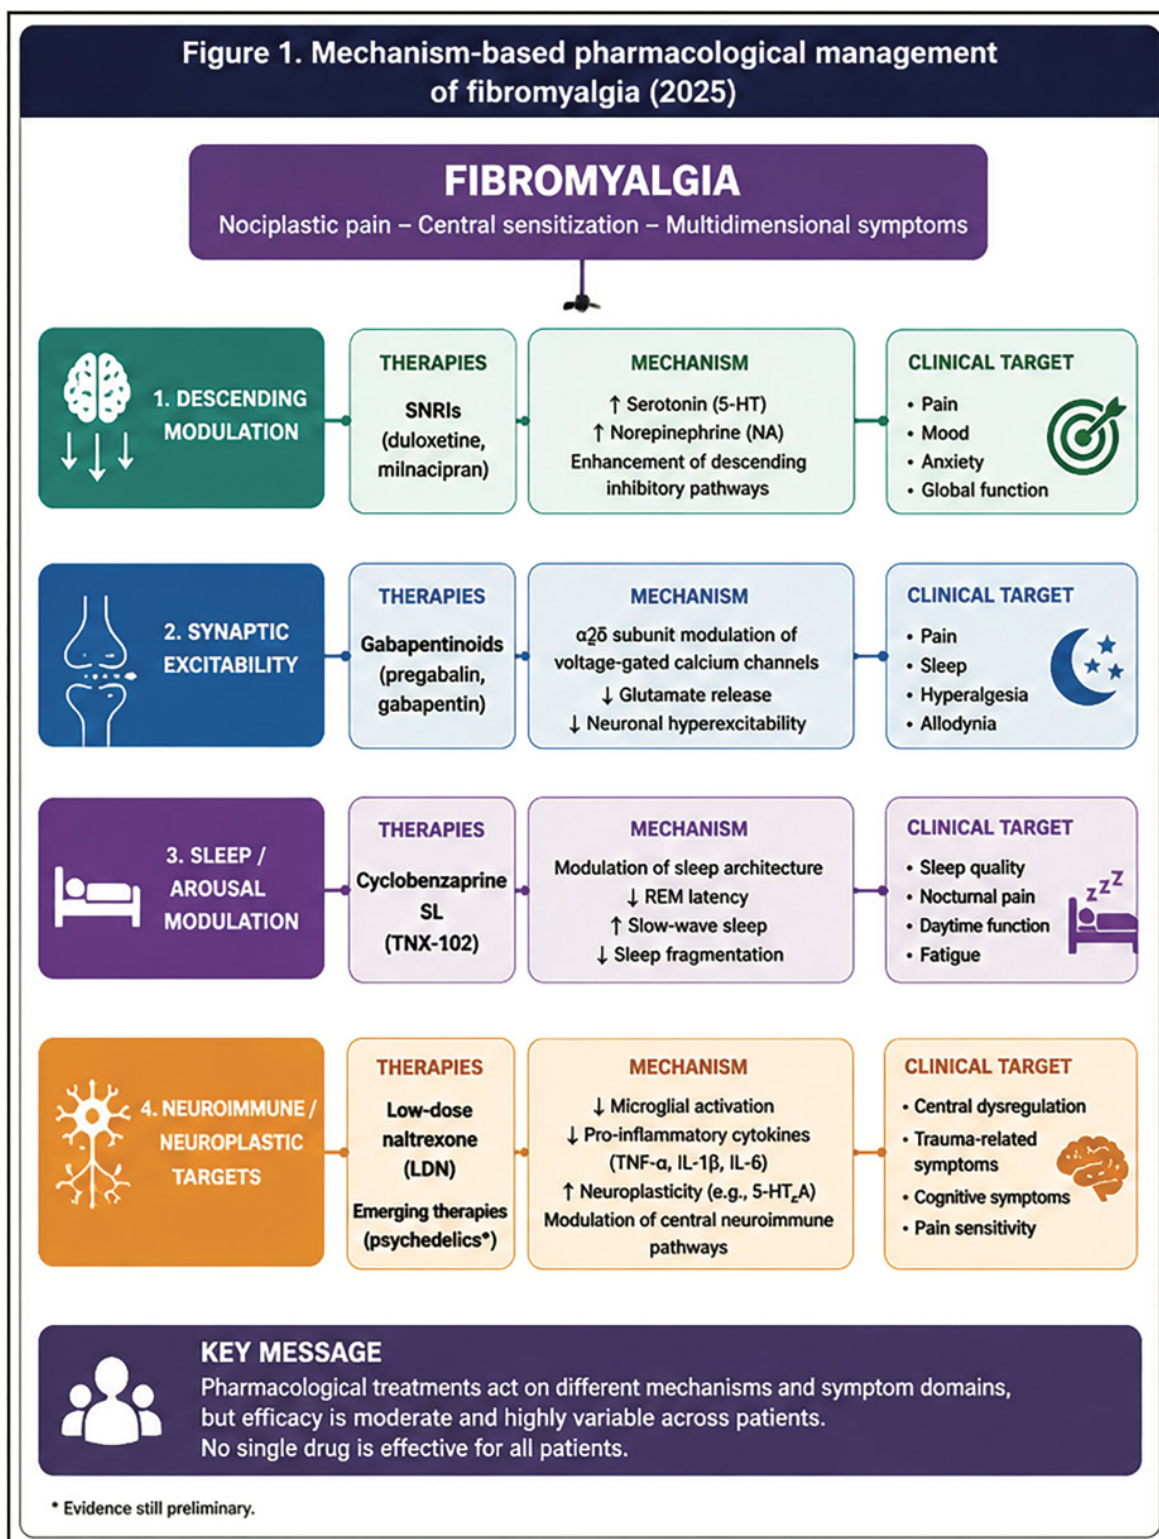 Figure 1. Mechanism-based pharmacological management
of fibromyalgia (2025)
FIBROMYALGIA
Nociplastic pain – Central sensitization – Multidimensional symptoms
1. DESCENDING
MODULATION
THERAPIES
SNRIs
(duloxetine,
milnacipran)
MECHANISM
↑ Serotonin (5-HT)
↑ Norepinephrine (NA)
Enhancement of descending
inhibitory pathways
CLINICAL TARGET
• Pain
• Mood
• Anxiety
• Global function
2. SYNAPTIC
EXCITABILITY
THERAPIES
Gabapentinoids
(pregabalin,
gabapentin)
MECHANISM
α2δ subunit modulation of
voltage-gated calcium channels
↓ Glutamate release
↓ Neuronal hyperexcitability
CLINICAL TARGET
• Pain
• Sleep
• Hyperalgesia
• Allodynia
3. SLEEP /
AROUSAL
MODULATION
THERAPIES
Cyclobenzaprine
SL
(TNX-102)
MECHANISM
Modulation of sleep architecture
↓ REM latency
↑ Slow-wave sleep
↓ Sleep fragmentation
CLINICAL TARGET
• Sleep quality
• Nocturnal pain
• Daytime function
• Fatigue
zzZ
4. NEUROIMMUNE /
NEUROPLASTIC
TARGETS
THERAPIES
Low-dose
naltrexone
(LDN)
Emerging therapies
(psychedelics*)
MECHANISM
↓ Microglial activation
↓ Pro-inflammatory cytokines
(TNF-α, IL-1β, IL-6)
↑ Neuroplasticity (e.g.,
Modulation of central neuroimmune
pathways
CLINICAL TARGET
• Central dysregulation
• Trauma-related
symptoms
• Cognitive symptoms
• Pain sensitivity
KEY MESSAGE
Pharmacological treatments act on different mechanisms and symptom domains,
but efficacy is moderate and highly variable across patients.
No single drug is effective for all patients.
* Evidence still preliminary.